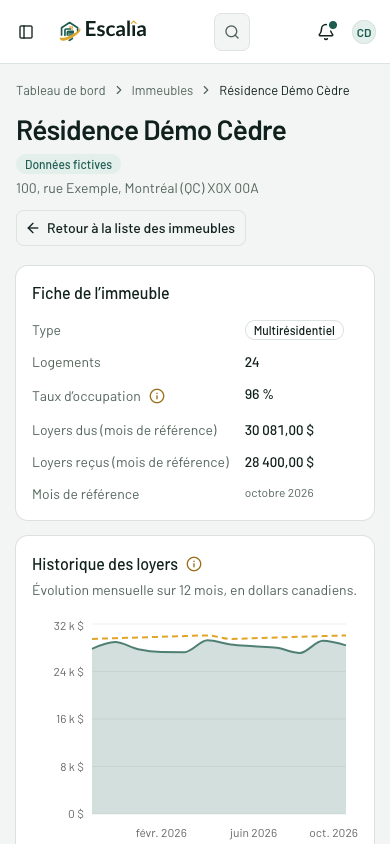 Escalia
CD
Tableau de bord > Immeubles > Résidence Démo Cèdre
Résidence Démo Cèdre
Données fictives
100, rue Exemple, Montréal (QC) X0X 00A
← Retour à la liste des immeubles
Fiche de l’immeuble
Type Multirésidentiel
Logements 24
Taux d’occupation 96 %
Loyers dus (mois de référence) 30 081,00 $
Loyers reçus (mois de référence) 28 400,00 $
Mois de référence octobre 2026
Historique des loyers
Évolution mensuelle sur 12 mois, en dollars canadiens.
32 k $
24 k $
16 k $
8 k $
0 $
févr. 2026 juin 2026 oct. 2026